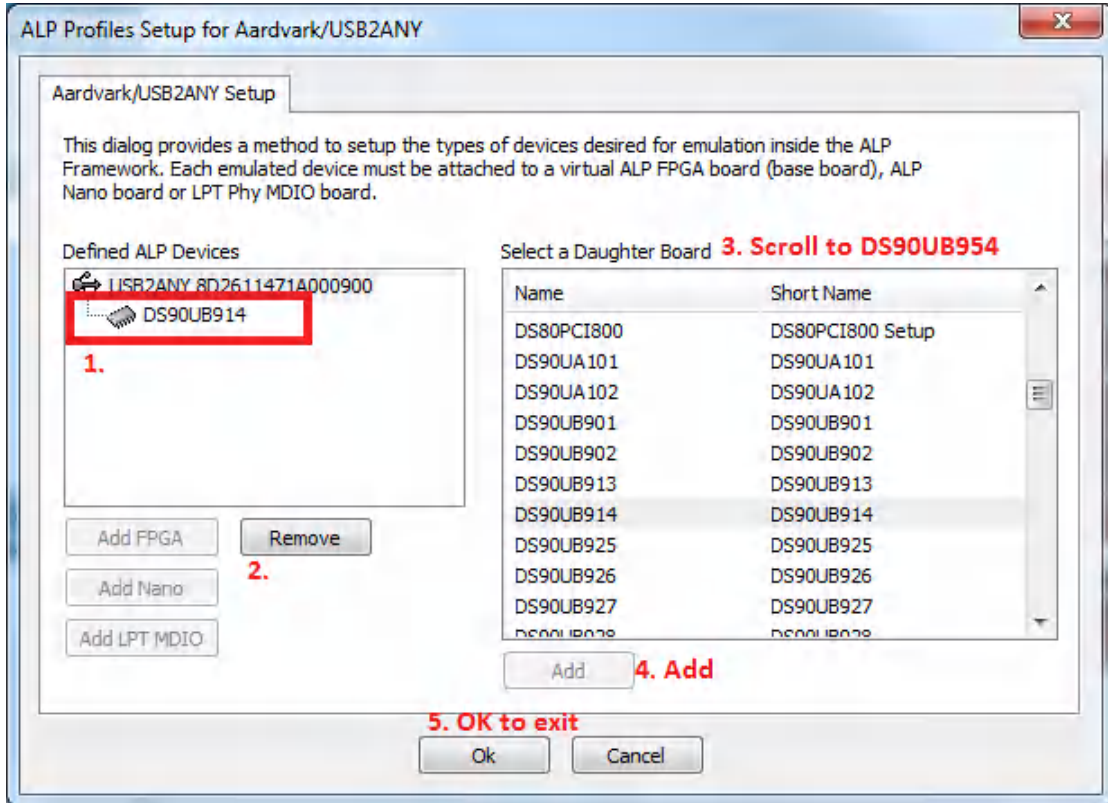 ALP Profiles Setup for Aardvark/USB2ANY
Aardvark/USB2ANY Setup
This dialog provides a method to setup the types of devices desired for emulation inside the ALP
Framework. Each emulated device must be attached to a virtual ALP FPGA board (base board), ALP
Nano board or LPT Phy MDIO board.
Defined ALP Devices
USB2ANY 8D2611471A000900
DS90UB914
1.
Add FPGA
Remove
2.
Add Nano
Add LPT MDIO
Select a Daughter Board 3. Scroll to DS90UB954
Name Short Name
DS80PCI800 DS80PCI800 Setup
DS90UA101 DS90UA101
DS90UA102 DS90UA102
DS90UB901 DS90UB901
DS90UB902 DS90UB902
DS90UB913 DS90UB913
DS90UB914 DS90UB914
DS90UB925 DS90UB925
DS90UB926 DS90UB926
DS90UB927 DS90UB927
DS90UB928 DS90UB928
Add 4. Add
5. OK to exit
Ok Cancel